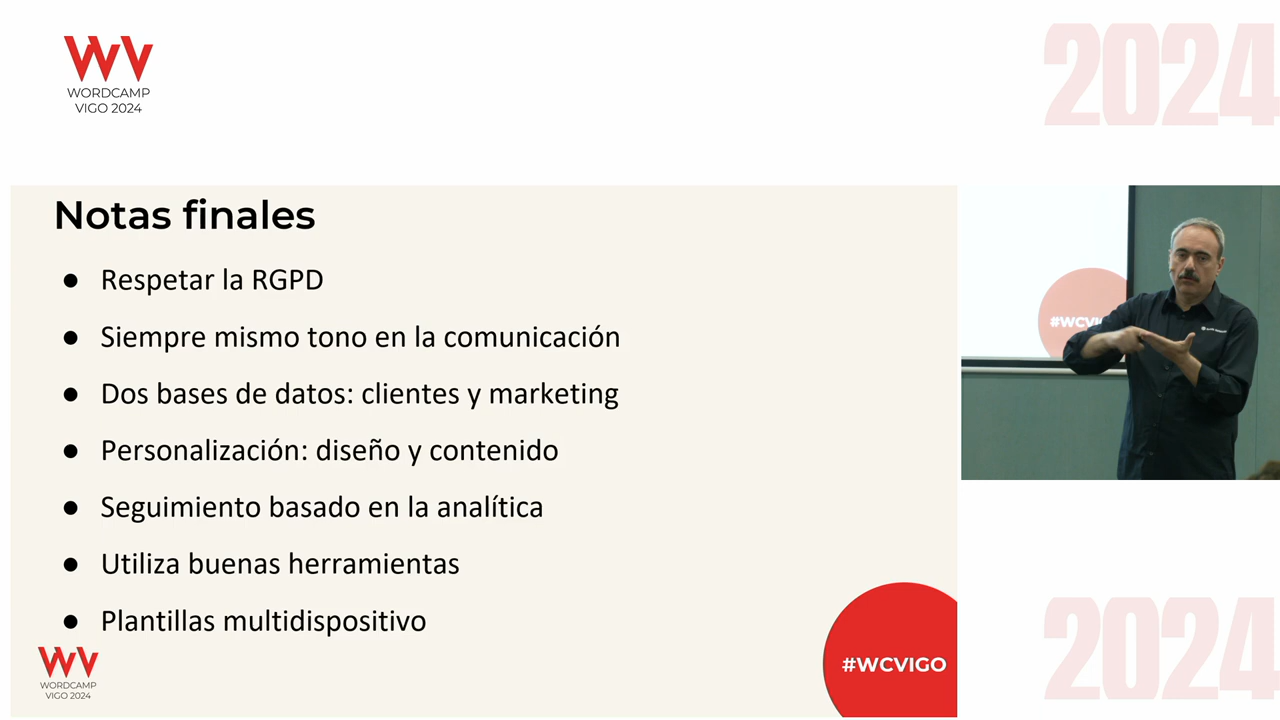 WORDCAMP
VIGO 2024
2024
Notas finales
● Respetar la RGPD
● Siempre mismo tono en la comunicación
● Dos bases de datos: clientes y marketing
● Personalización: diseño y contenido
● Seguimiento basado en la analítica
● Utiliza buenas herramientas
● Plantillas multidispositivo
WORDCAMP
VIGO 2024
#WCVIGO
2024